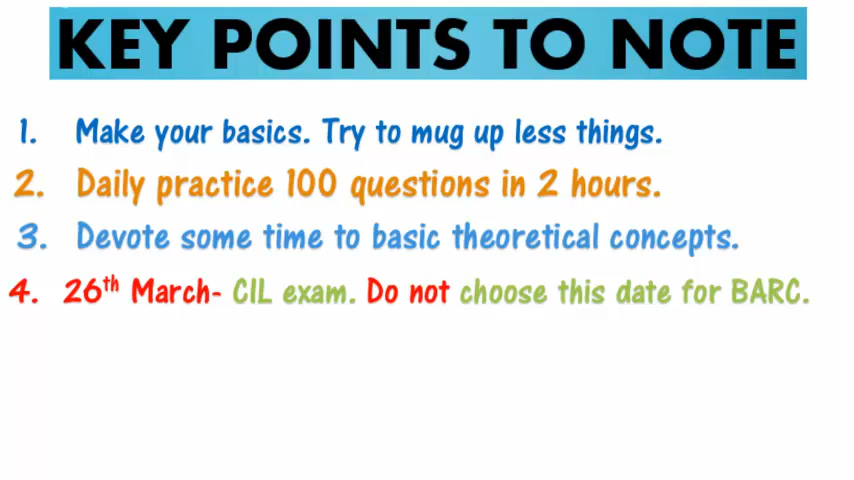 KEY POINTS TO NOTE
1. Make your basics. Try to mug up less things.
2. Daily practice 100 questions in 2 hours.
3. Devote some time to basic theoretical concepts.
4. 26th March- CIL exam. Do not choose this date for BARC.